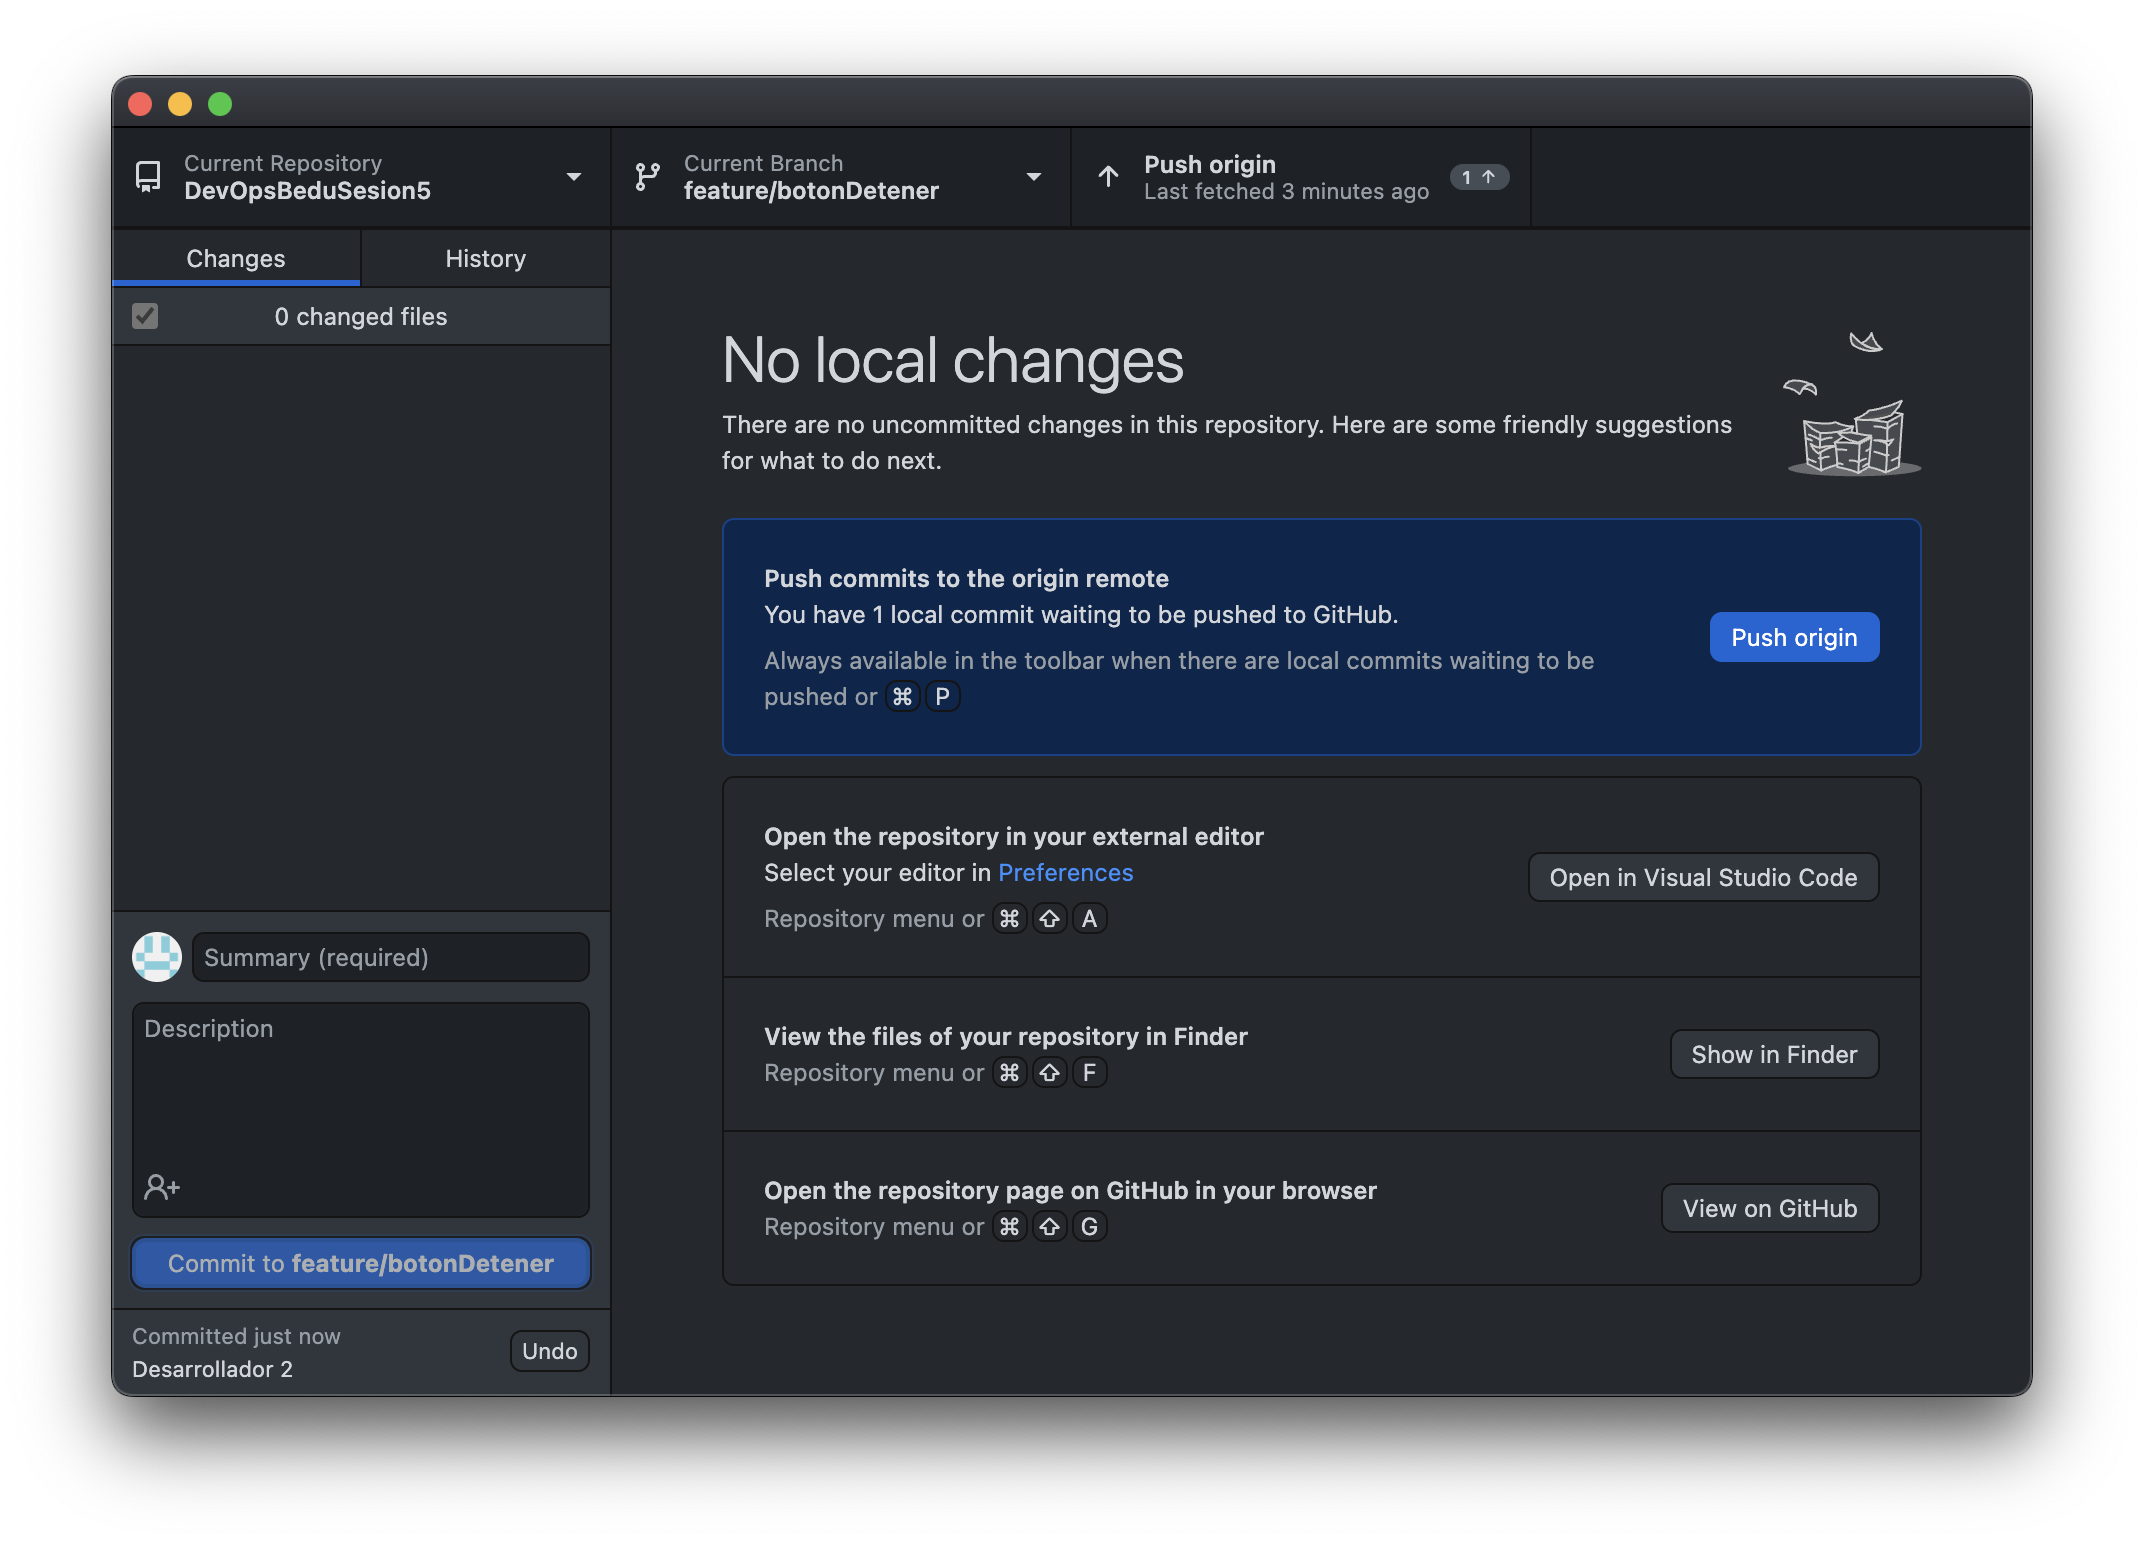 Current Repository
DevOpsBeduSesion5
Current Branch
feature/botonDetener
Push origin
Last fetched 3 minutes ago
1 ↑
Changes
History
0 changed files
No local changes
There are no uncommitted changes in this repository. Here are some friendly suggestions
for what to do next.
Push commits to the origin remote
You have 1 local commit waiting to be pushed to GitHub.
Always available in the toolbar when there are local commits waiting to be
pushed or ⌘ P
Push origin
Open the repository in your external editor
Select your editor in Preferences
Repository menu or ⌘ ⇧ A
Open in Visual Studio Code
View the files of your repository in Finder
Repository menu or ⌘ ⇧ F
Show in Finder
Open the repository page on GitHub in your browser
Repository menu or ⌘ ⇧ G
View on GitHub
Summary (required)
Description
Commit to feature/botonDetener
Committed just now
Desarrollador 2
Undo